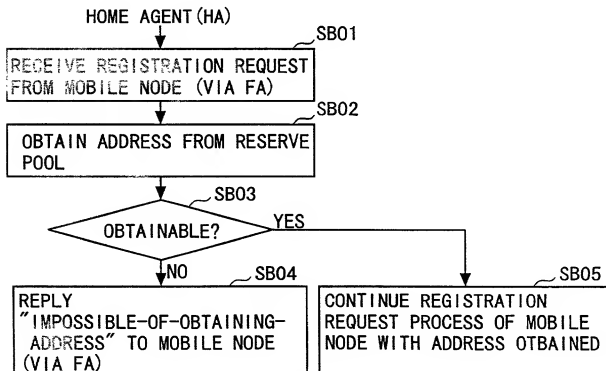 HOME AGENT(HA)
SB01
RECEIVE REGISTRATION REQUEST
FROM MOBILE NODE (VIA FA)
SB02
OBTAIN ADDRESS FROM RESERVE
POOL
SB03
OBTAINABLE?
YES
NO
SB04
REPLY
"IMPOSSIBLE-OF-OBTAINING-
ADDRESS" TO MOBILE NODE
(VIA FA)
SB05
CONTINUE REGISTRATION
REQUEST PROCESS OF MOBILE
NODE WITH ADDRESS OTBAINED